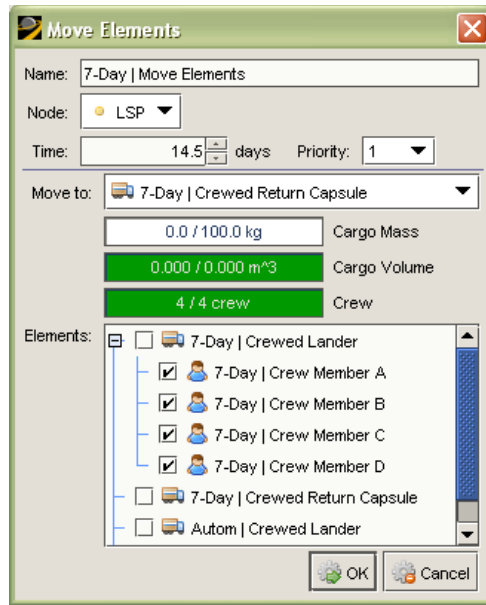 Move Elements
Name: 7-Day | Move Elements
Node: LSP
Time: 14.5 days Priority: 1
Move to: 7-Day | Crewed Return Capsule
0.0 / 100.0 kg Cargo Mass
0.000 / 0.000 m^3 Cargo Volume
4 / 4 crew Crew
Elements: 7-Day | Crewed Lander
7-Day | Crew Member A
7-Day | Crew Member B
7-Day | Crew Member C
7-Day | Crew Member D
7-Day | Crewed Return Capsule
Autom | Crewed Lander
OK Cancel